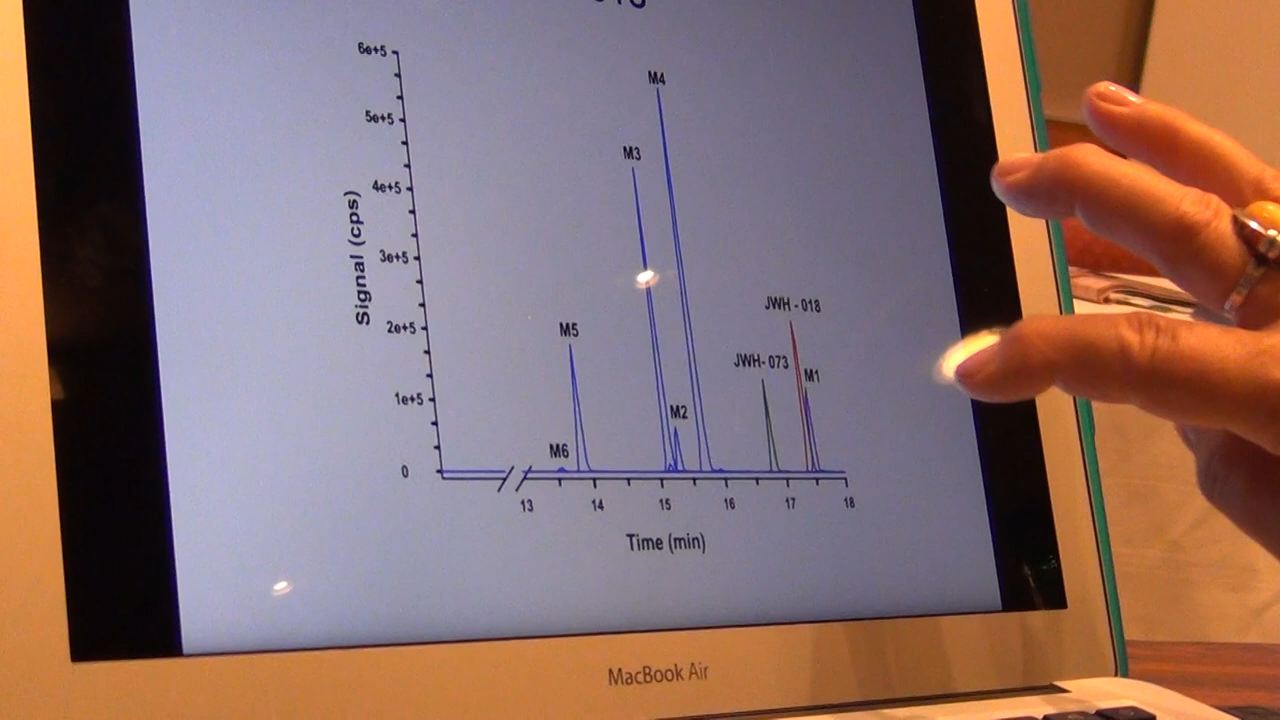 6e+5
M4
5e+5
M3
4e+5
Signal (cps)
3e+5
JWH - 018
2e+5
M5
JWH- 073
M1
1e+5
M2
M6
0
13 14 15 16 17 18
Time (min)
MacBook Air